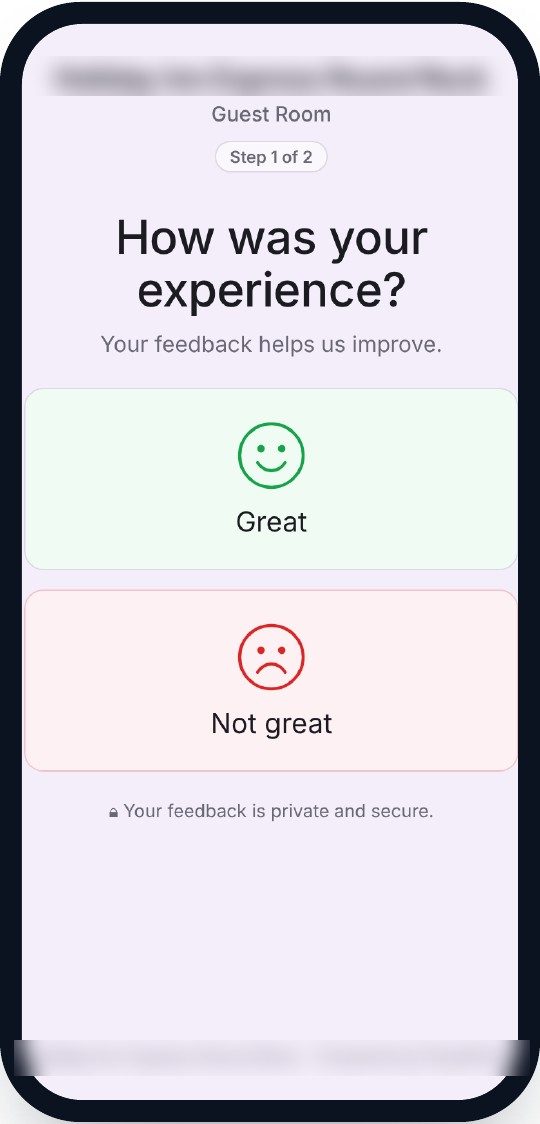 Guest Room
Step 1 of 2
How was your
experience?
Your feedback helps us improve.
Great
Not great
Your feedback is private and secure.